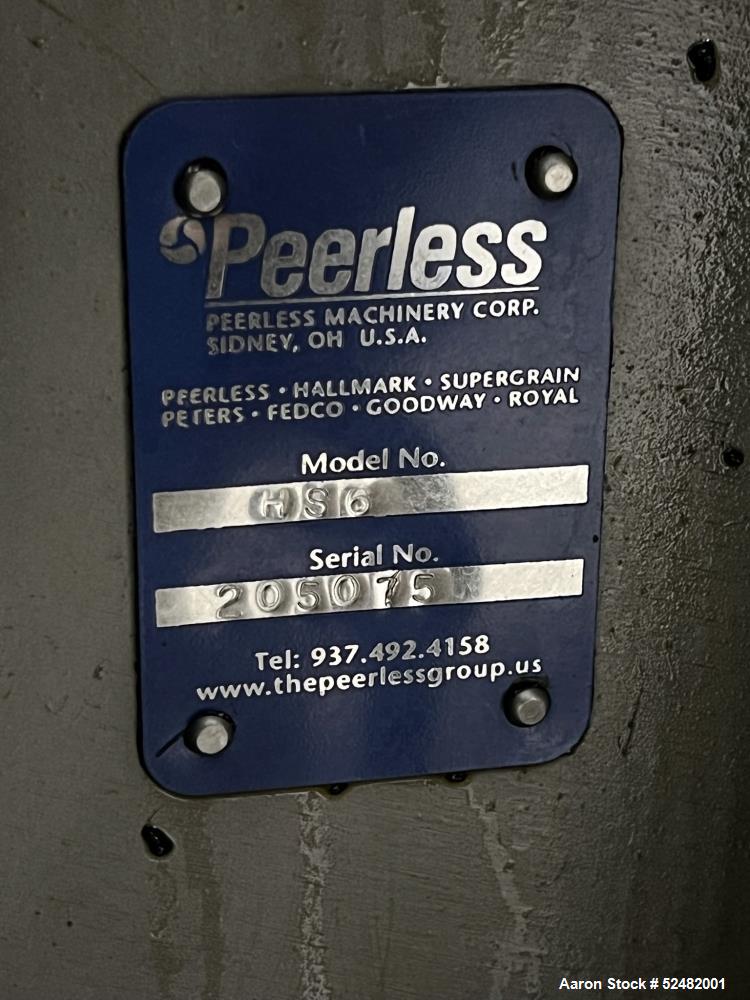 Peerless
PEERLESS MACHINERY CORP.
SIDNEY, OH U.S.A.
PEERLESS • HALLMARK • SUPERGRAIN
PETERS • FEDCO • GOODWAY • ROYAL
Model No.
HS6
Serial No.
205075
Tel: 937.492.4158
www.thepeerlessgroup.us
Aaron Stock # 52482001